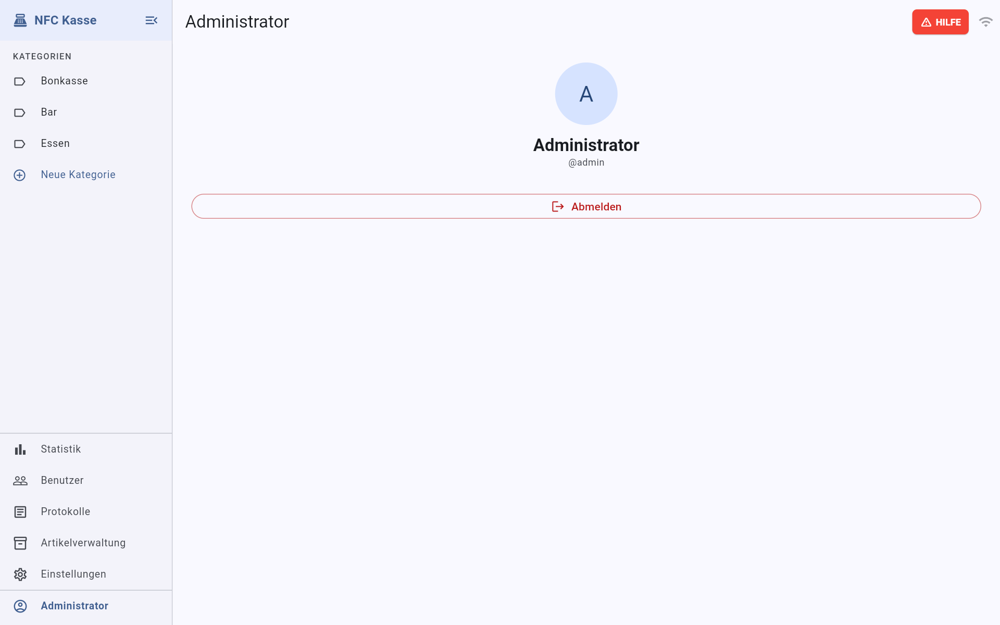 NFC Kasse
KATEGORIEN
Bonkasse
Bar
Essen
Neue Kategorie
Statistik
Benutzer
Protokolle
Artikelverwaltung
Einstellungen
Administrator
Administrator
HILFE
A
Administrator
@admin
Abmelden